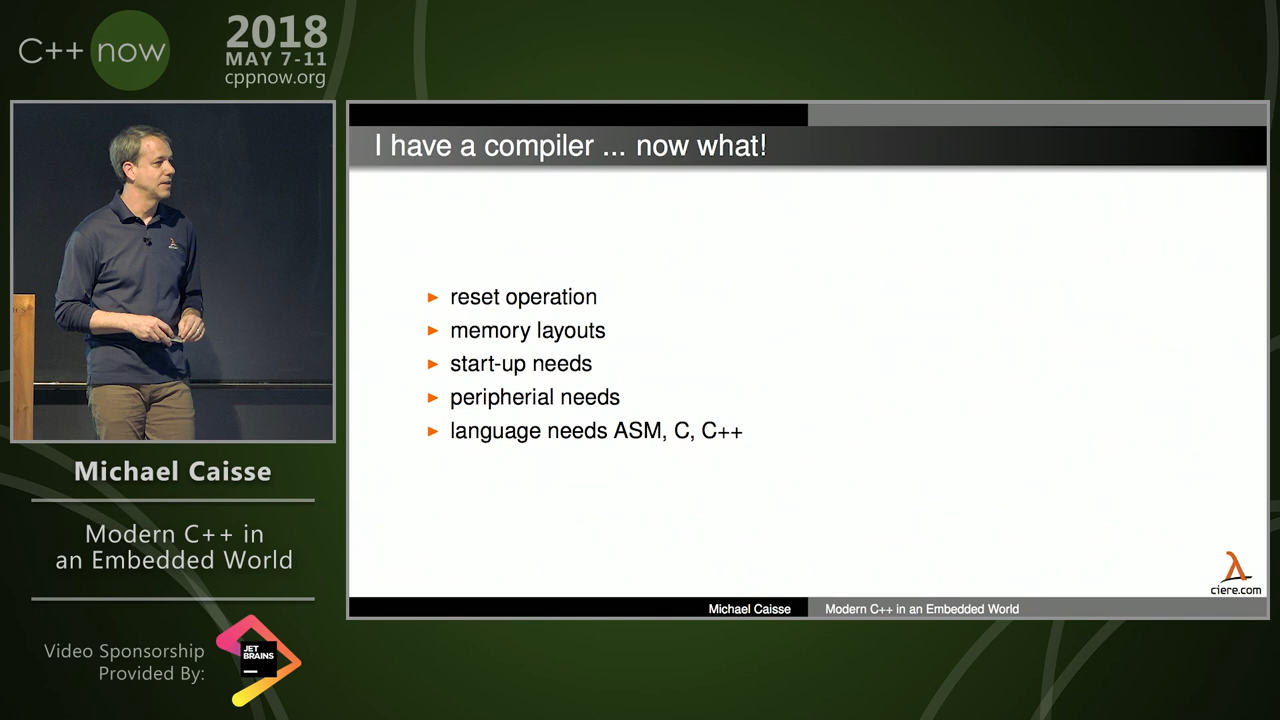 C++ now
2018
MAY 7-11
cppnow.org
I have a compiler ... now what!
► reset operation
► memory layouts
► start-up needs
► peripherial needs
► language needs ASM, C, C++
λ
ciere.com
Michael Caisse
Modern C++ in an Embedded World
Michael Caisse
Modern C++ in
an Embedded World
Video Sponsorship
Provided By:
JET
BRAINS